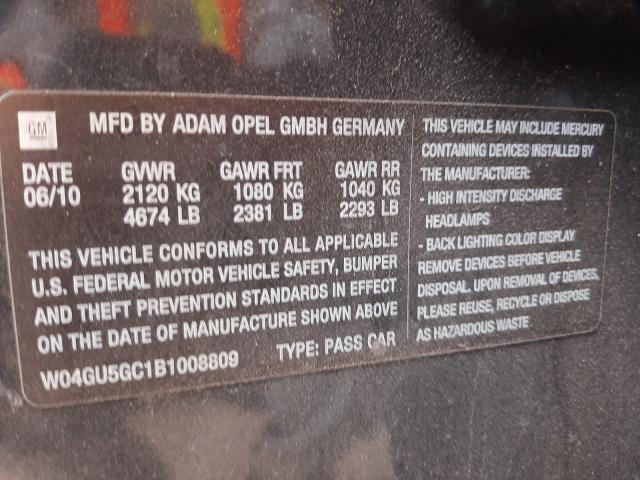 GM
MFD BY ADAM OPEL GMBH GERMANY
DATE GVWR GAWR FRT GAWR RR
06/10 2120 KG 1080 KG 1040 KG
4674 LB 2381 LB 2293 LB
THIS VEHICLE CONFORMS TO ALL APPLICABLE
U.S. FEDERAL MOTOR VEHICLE SAFETY, BUMPER
AND THEFT PREVENTION STANDARDS IN EFFECT
ON THE DATE OF MANUFACTURE SHOWN ABOVE
W04GU5GC1B1008809 TYPE: PASS CAR
THIS VEHICLE MAY INCLUDE MERCURY
CONTAINING DEVICES INSTALLED BY
THE MANUFACTURER:
- HIGH INTENSITY DISCHARGE
HEADLAMPS
- BACK LIGHTING COLOR DISPLAY
REMOVE DEVICES BEFORE VEHICLE
DISPOSAL. UPON REMOVAL OF DEVICES,
PLEASE REUSE, RECYCLE OR DISPOSE
AS HAZARDOUS WASTE